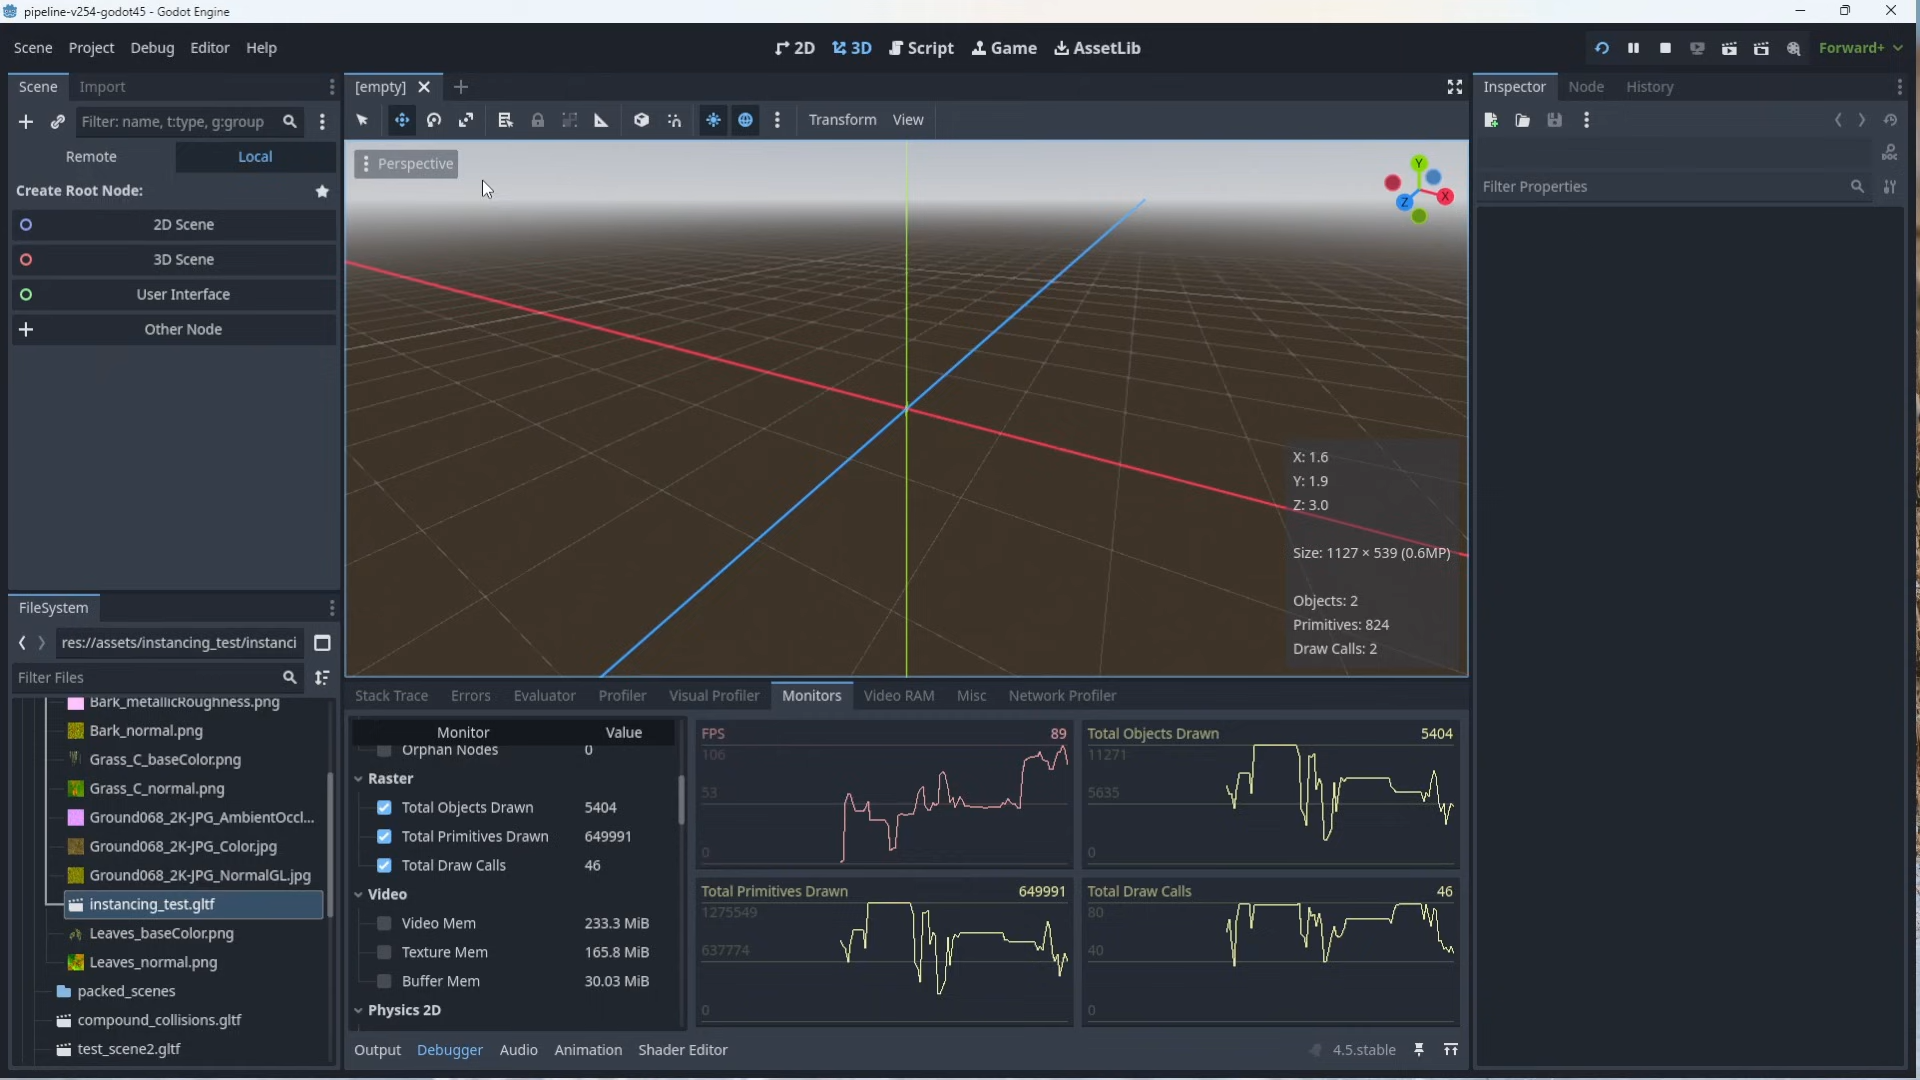 pipeline-v254-godot45 - Godot Engine
Scene Project Debug Editor Help
2D 3D Script Game AssetLib
Forward+
Scene Import
[empty]
Inspector Node History
Filter: name, t:type, g:group
Transform View
Remote Local
Perspective
Create Root Node:
Filter Properties
2D Scene
3D Scene
User Interface
Other Node
Y
X
Z
X: 1.6
Y: 1.9
Z: 3.0
Size: 1127 × 539 (0.6MP)
Objects: 2
Primitives: 824
Draw Calls: 2
FileSystem
res://assets/instancing_test/instanci
Filter Files
Bark_metallicRoughness.png
Bark_normal.png
Grass_C_baseColor.png
Grass_C_normal.png
Ground068_2K-JPG_AmbientOccl...
Ground068_2K-JPG_Color.jpg
Ground068_2K-JPG_NormalGL.jpg
instancing_test.gltf
Leaves_baseColor.png
Leaves_normal.png
packed_scenes
compound_collisions.gltf
test_scene2.gltf
Stack Trace Errors Evaluator Profiler Visual Profiler Monitors Video RAM Misc Network Profiler
Monitor Value
Orphan Nodes 0
Raster
Total Objects Drawn 5404
Total Primitives Drawn 649991
Total Draw Calls 46
Video
Video Mem 233.3 MiB
Texture Mem 165.8 MiB
Buffer Mem 30.03 MiB
Physics 2D
FPS 89
106
53
0
Total Objects Drawn 5404
11271
5635
0
Total Primitives Drawn 649991
1275549
637774
0
Total Draw Calls 46
80
40
0
Output Debugger Audio Animation Shader Editor
4.5.stable